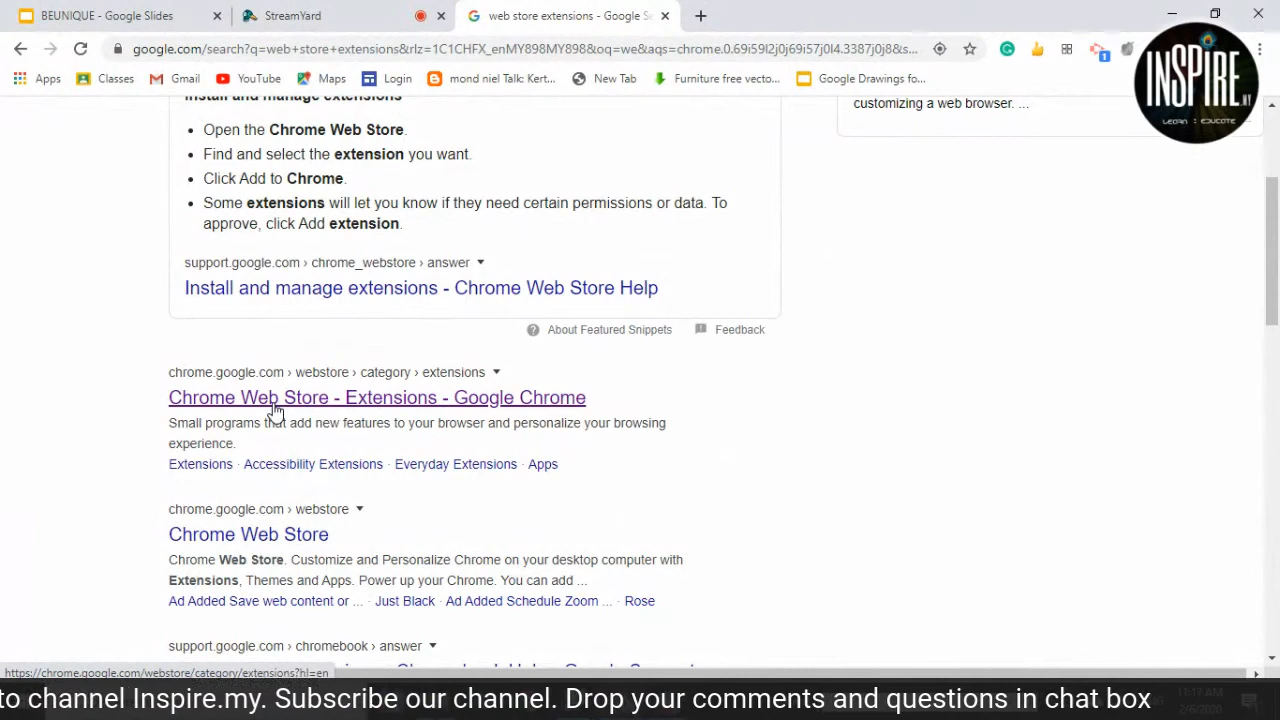 BEUNIQUE - Google Slides
StreamYard
web store extensions - Google Se
google.com/search?q=web+store+extensions&rlz=1C1CHFX_enMY898MY898&oq=we&aqs=chrome.0.69i59l2j0j69i57j0l4.3387j0j8&s...
Apps
Classes
Gmail
YouTube
Maps
Login
mond niel Talk: Kert...
New Tab
Furniture free vecto...
Google Drawings fo...
INSPIRE.MY
LEARN : EDUCATE
Install and manage extensions
customizing a web browser. ...
Open the Chrome Web Store.
Find and select the extension you want.
Click Add to Chrome.
Some extensions will let you know if they need certain permissions or data. To
approve, click Add extension.
support.google.com › chrome_webstore › answer
Install and manage extensions - Chrome Web Store Help
About Featured Snippets
Feedback
chrome.google.com › webstore › category › extensions
Chrome Web Store - Extensions - Google Chrome
Small programs that add new features to your browser and personalize your browsing
experience.
Extensions · Accessibility Extensions · Everyday Extensions · Apps
chrome.google.com › webstore
Chrome Web Store
Chrome Web Store. Customize and Personalize Chrome on your desktop computer with
Extensions, Themes and Apps. Power up your Chrome. You can add ...
Ad Added Save web content or ... · Just Black · Ad Added Schedule Zoom ... · Rose
support.google.com › chromebook › answer
https://chrome.google.com/webstore/category/extensions?hl=en
to channel Inspire.my. Subscribe our channel. Drop your comments and questions in chat box